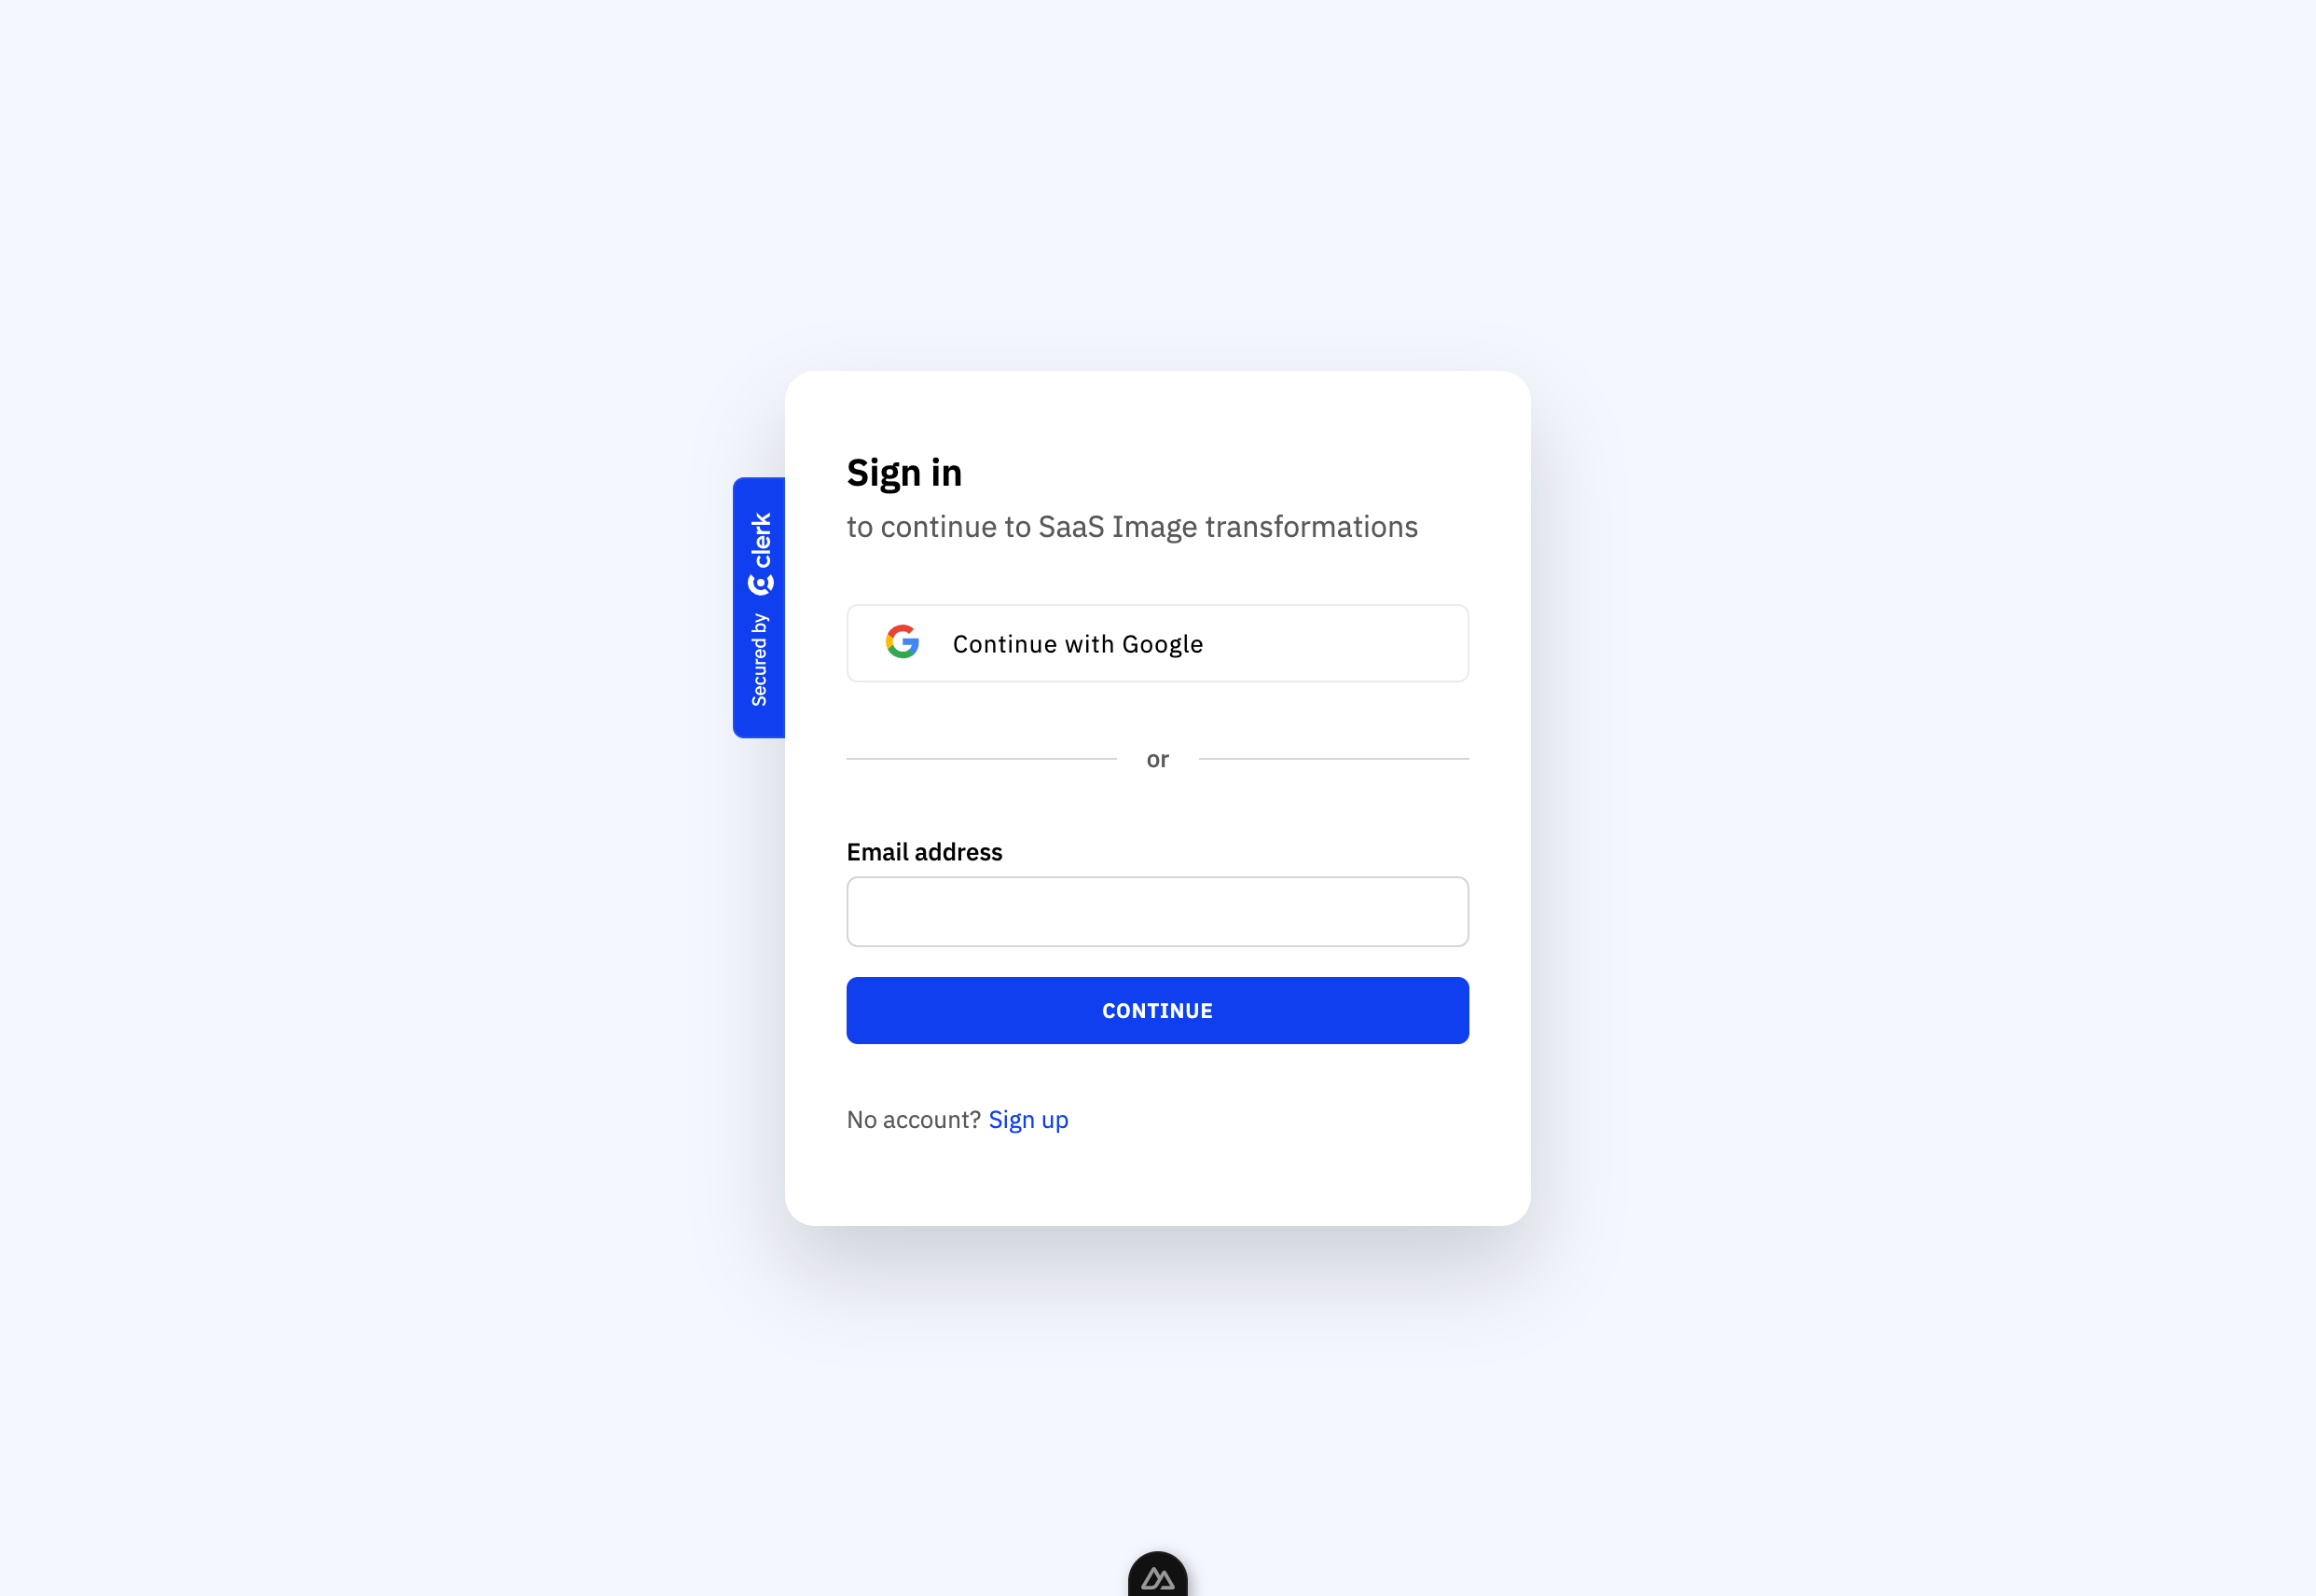 Sign in
to continue to SaaS Image transformations
Secured by clerk
Continue with Google
or
Email address
CONTINUE
No account? Sign up